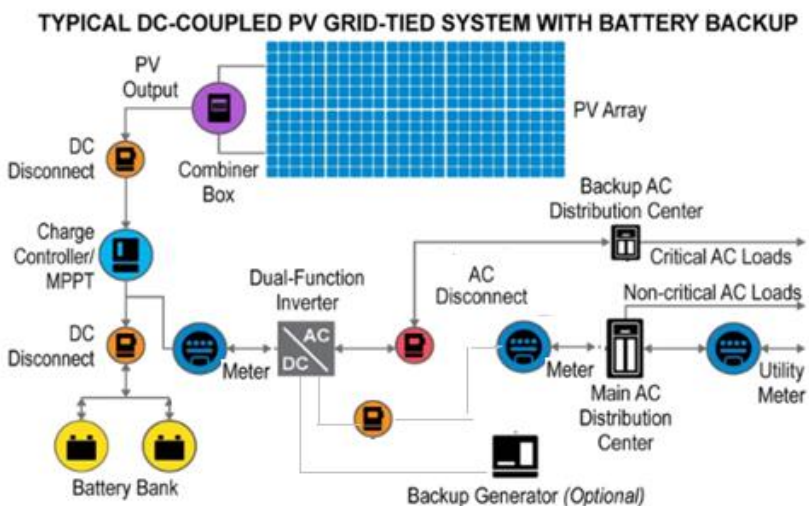 TYPICAL DC-COUPLED PV GRID-TIED SYSTEM WITH BATTERY BACKUP
PV
Output
PV Array
DC
Disconnect
Combiner
Box
Backup AC
Distribution Center
Critical AC Loads
Charge
Controller/
MPPT
Dual-Function
Inverter
AC
Disconnect
Non-critical AC Loads
DC
Disconnect
AC
DC
Meter
Meter
Utility
Meter
Main AC
Distribution
Center
Battery Bank
Backup Generator (Optional)